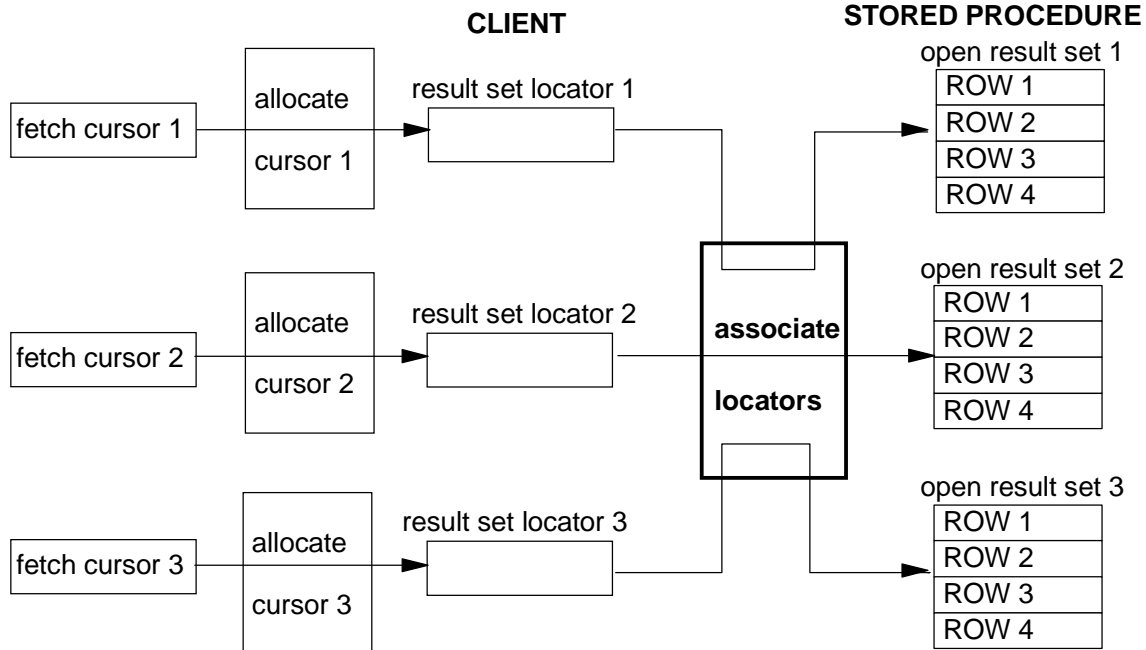 CLIENT
STORED PROCEDURE
fetch cursor 1
allocate
cursor 1
result set locator 1
open result set 1
ROW 1
ROW 2
ROW 3
ROW 4
fetch cursor 2
allocate
cursor 2
result set locator 2
associate
locators
open result set 2
ROW 1
ROW 2
ROW 3
ROW 4
fetch cursor 3
allocate
cursor 3
result set locator 3
open result set 3
ROW 1
ROW 2
ROW 3
ROW 4